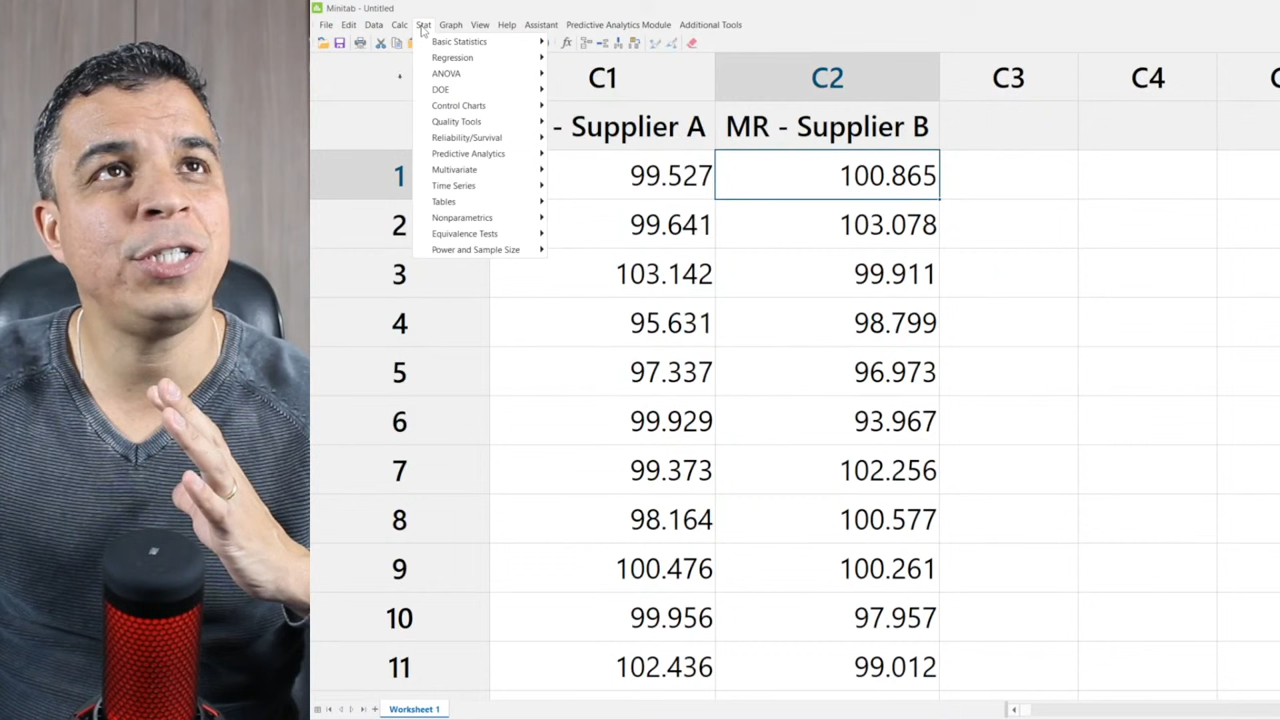 Minitab - Untitled
File Edit Data Calc Stat Graph View Help Assistant Predictive Analytics Module Additional Tools
Basic Statistics
Regression
ANOVA
DOE
Control Charts
Quality Tools
Reliability/Survival
Predictive Analytics
Multivariate
Time Series
Tables
Nonparametrics
Equivalence Tests
Power and Sample Size
C1 C2 C3 C4 C
- Supplier A MR - Supplier B
1 99.527 100.865
2 99.641 103.078
3 103.142 99.911
4 95.631 98.799
5 97.337 96.973
6 99.929 93.967
7 99.373 102.256
8 98.164 100.577
9 100.476 100.261
10 99.956 97.957
11 102.436 99.012
Worksheet 1